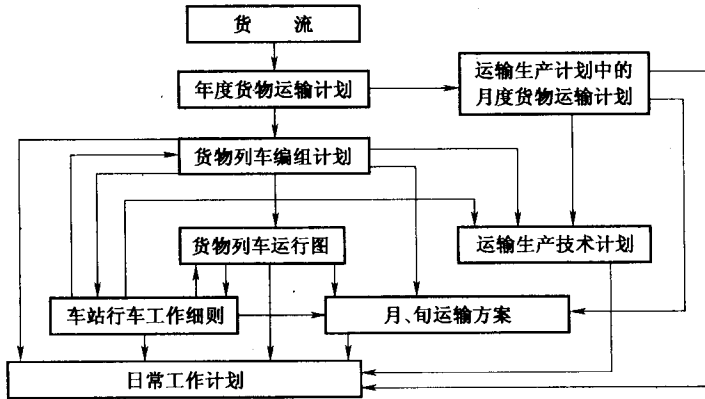 货 流
年度货物运输计划
运输生产计划中的
月度货物运输计划
货物列车编组计划
货物列车运行图
运输生产技术计划
车站行车工作细则
月、旬运输方案
日常工作计划